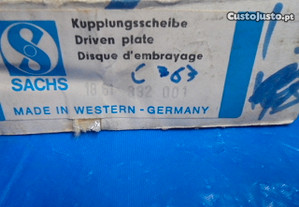 CustoJusto.pt
Kupplungsscheibe
Driven plate
Disque d'embrayage
SACHS
MADE IN WESTERN - GERMANY